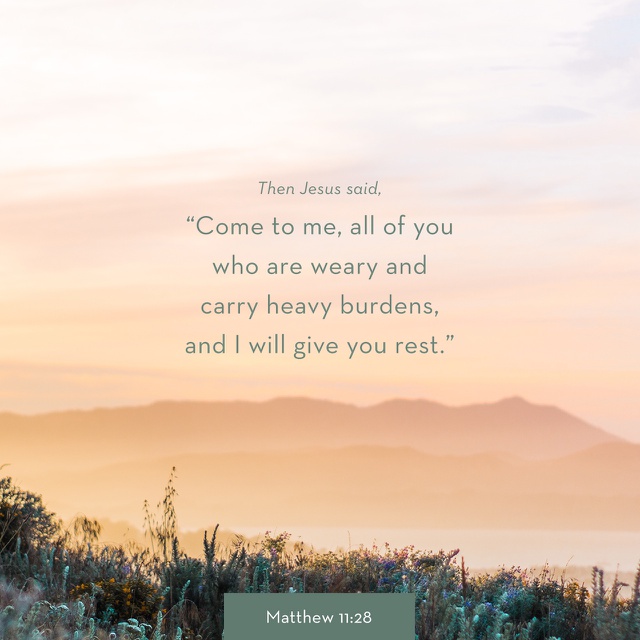 Then Jesus said,
“Come to me, all of you
who are weary and
carry heavy burdens,
and I will give you rest.”
Matthew 11:28